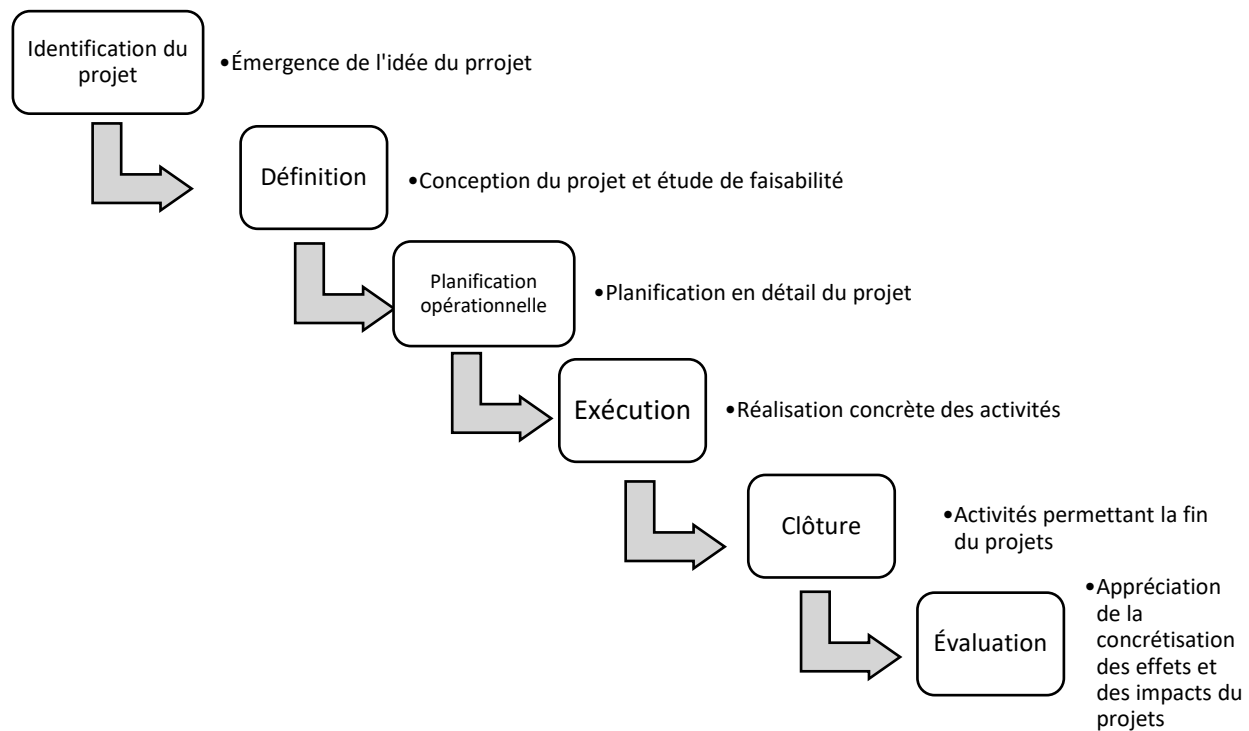 Identification du
projet
•Émergence de l'idée du prrojet
Définition
•Conception du projet et étude de faisabilité
Planification
opérationnelle
•Planification en détail du projet
Exécution
•Réalisation concrète des activités
Clôture
•Activités permettant la fin
du projets
Évaluation
•Appréciation
de la
concrétisation
des effets et
des impacts du
projets